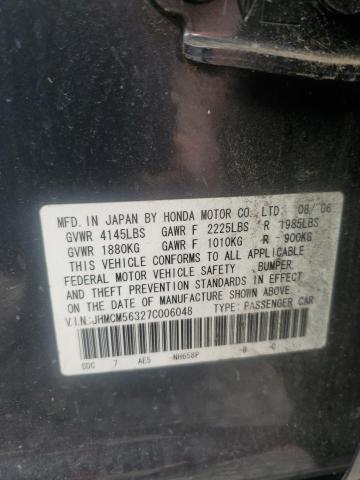 MFD.IN JAPAN BY HONDA MOTOR CO.,LTD. 08/06
GVWR 4145LBS GAWR F 2225LBS R 1985LBS
GVWR 1880KG GAWR F 1010KG R 900KG
THIS VEHICLE CONFORMS TO ALL APPLICABLE
FEDERAL MOTOR VEHICLE SAFETY BUMPER,
AND THEFT PREVENTION STANDARDS IN EFFECT
ON THE DATE OF MANUFACTURE SHOWN ABOVE.
V.I.N:JHMCM56327C006048 TYPE: PASSENGER CAR
SDC 7 AE5 -NH658P -B -C